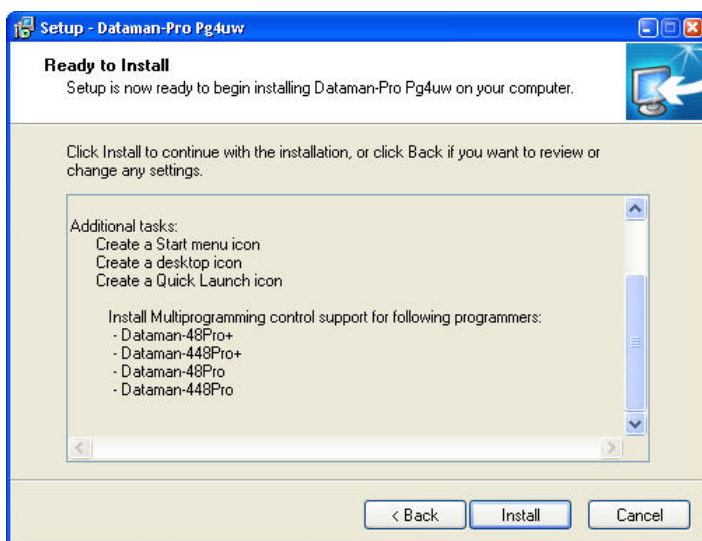 Setup - Dataman-Pro Pg4uw
Ready to Install
Setup is now ready to begin installing Dataman-Pro Pg4uw on your computer.
Click Install to continue with the installation, or click Back if you want to review or
change any settings.
Additional tasks:
Create a Start menu icon
Create a desktop icon
Create a Quick Launch icon
Install Multiprogramming control support for following programmers:
- Dataman-48Pro+
- Dataman-448Pro+
- Dataman-48Pro
- Dataman-448Pro
< Back
Install
Cancel